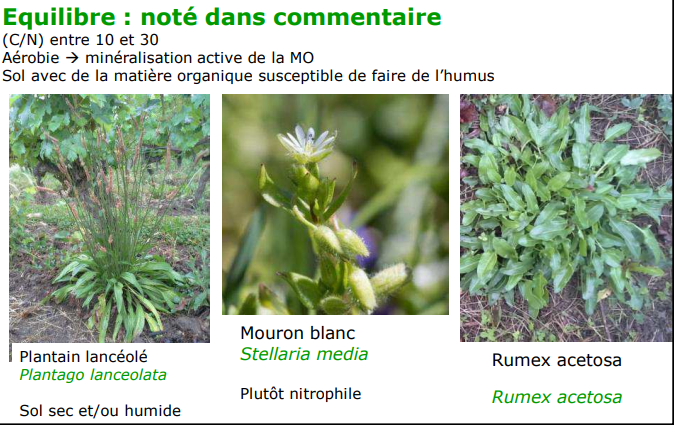 Equilibre : noté dans commentaire
(C/N) entre 10 et 30
Aérobie → minéralisation active de la MO
Sol avec de la matière organique susceptible de faire de l’humus
Plantain lancéolé
Plantago lanceolata
Sol sec et/ou humide
Mouron blanc
Stellaria media
Plutôt nitrophile
Rumex acetosa
Rumex acetosa